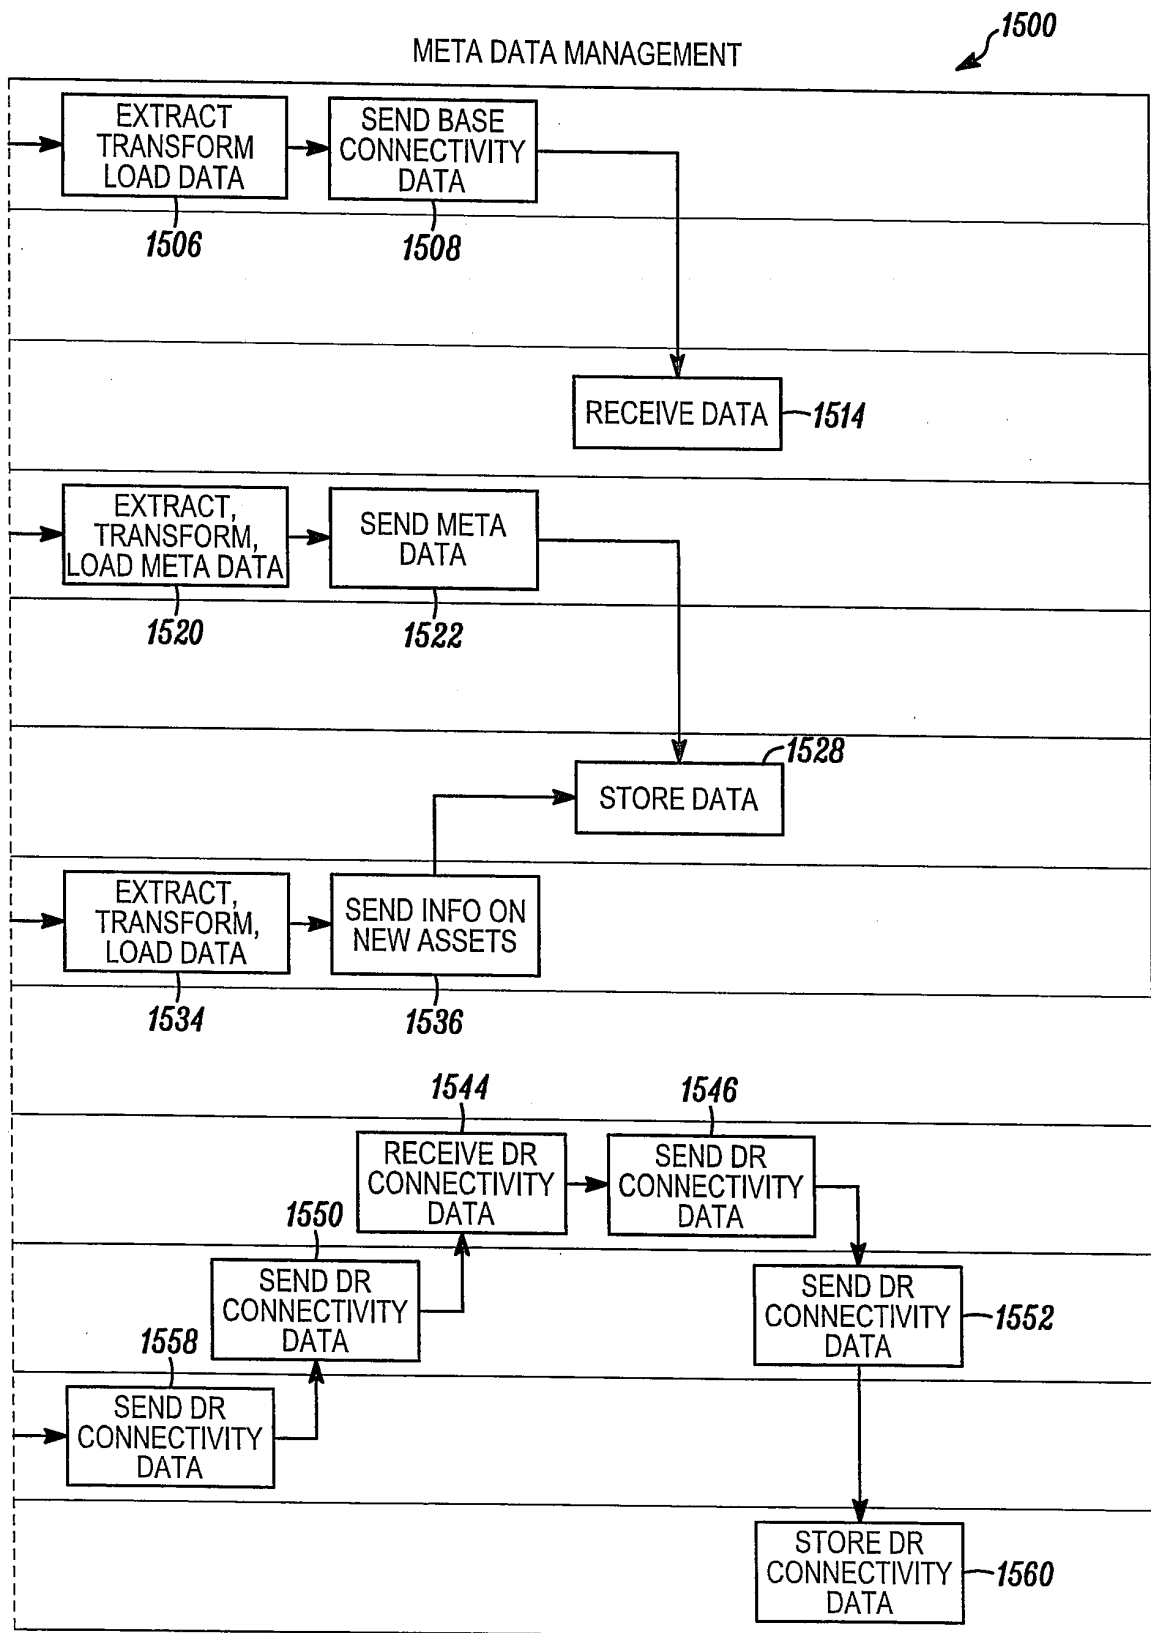 1500
META DATA MANAGEMENT
EXTRACT
TRANSFORM
LOAD DATA
SEND BASE
CONNECTIVITY
DATA
1506
1508
RECEIVE DATA
1514
EXTRACT,
TRANSFORM,
LOAD META DATA
SEND META
DATA
1520
1522
1528
STORE DATA
EXTRACT,
TRANSFORM,
LOAD DATA
SEND INFO ON
NEW ASSETS
1534
1536
1544
1546
RECEIVE DR
CONNECTIVITY
DATA
SEND DR
CONNECTIVITY
DATA
1550
SEND DR
CONNECTIVITY
DATA
SEND DR
CONNECTIVITY
DATA
1552
1558
SEND DR
CONNECTIVITY
DATA
STORE DR
CONNECTIVITY
DATA
1560